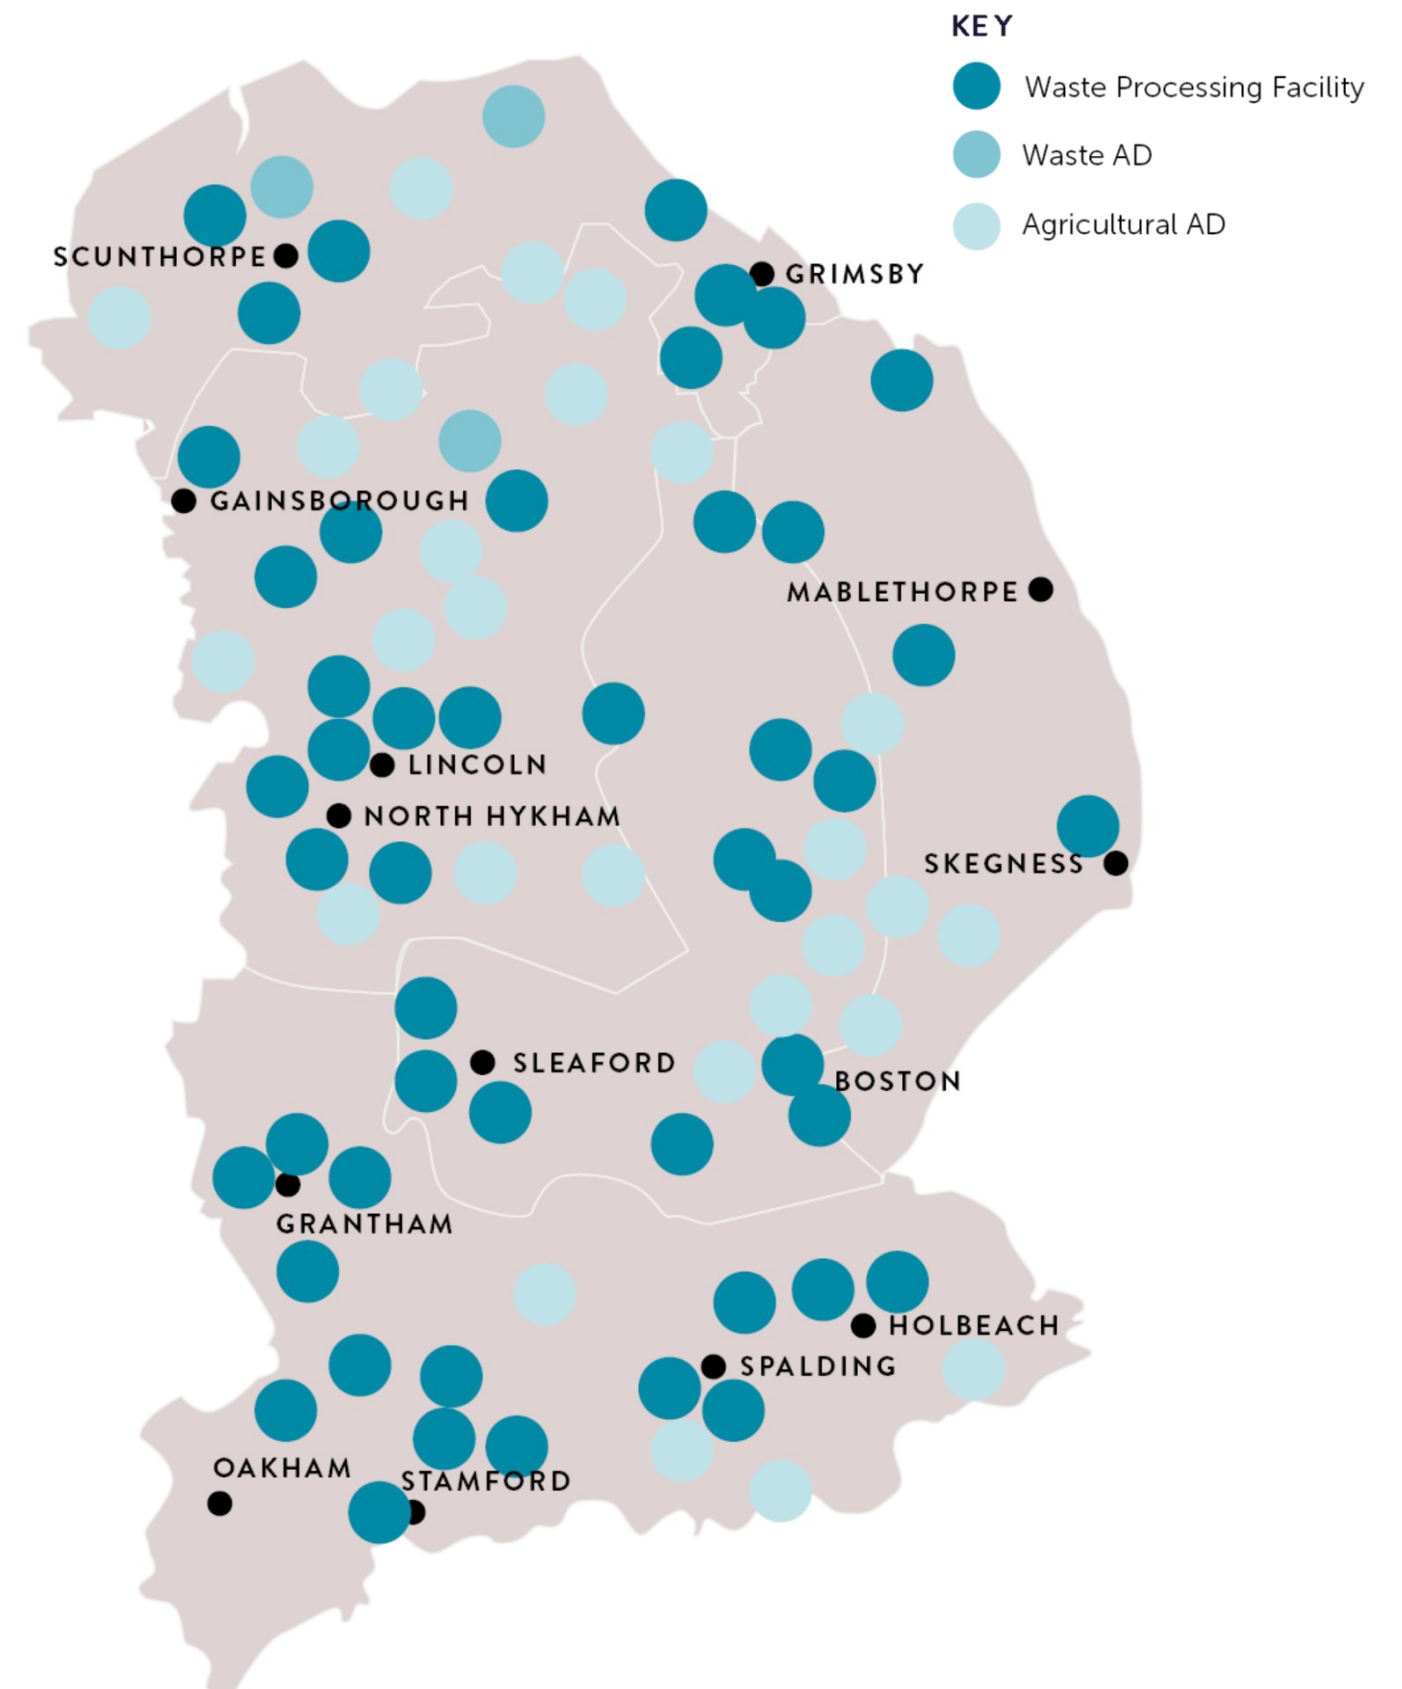 KEY
Waste Processing Facility
Waste AD
Agricultural AD
SCUNTHORPE
GRIMSBY
GAINSBOROUGH
MABLETHORPE
LINCOLN
NORTH HYKHAM
SKEGNESS
SLEAFORD
BOSTON
GRANTHAM
HOLBEACH
SPALDING
OAKHAM
STAMFORD